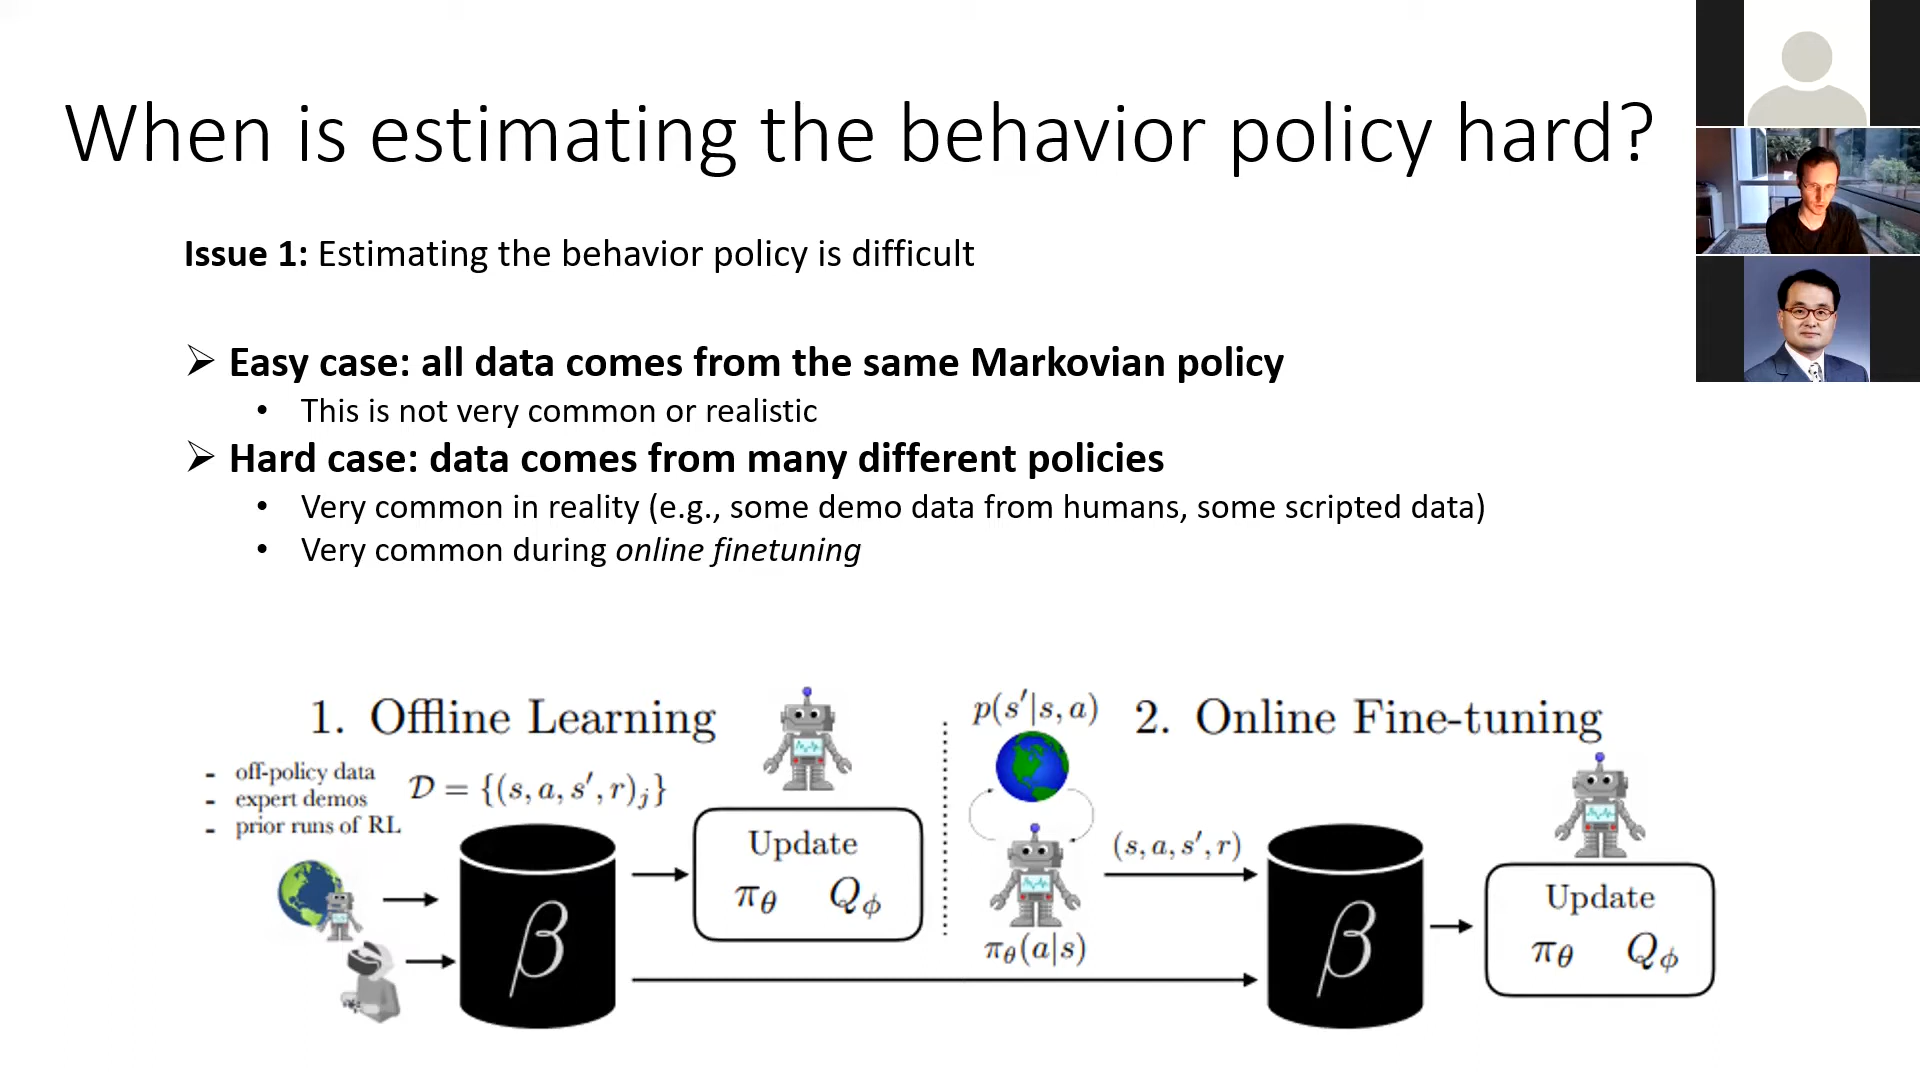 When is estimating the behavior policy hard?
Issue 1: Estimating the behavior policy is difficult
➢ Easy case: all data comes from the same Markovian policy
• This is not very common or realistic
➢ Hard case: data comes from many different policies
• Very common in reality (e.g., some demo data from humans, some scripted data)
• Very common during online finetuning
1. Offline Learning
- off-policy data
- expert demos
- prior runs of RL
𝒟 = {(s, a, s′, r)ⱼ}
β
Update
π_θ Q_ϕ
p(s′|s, a)
2. Online Fine-tuning
(s, a, s′, r)
π_θ(a|s)
β
Update
π_θ Q_ϕ